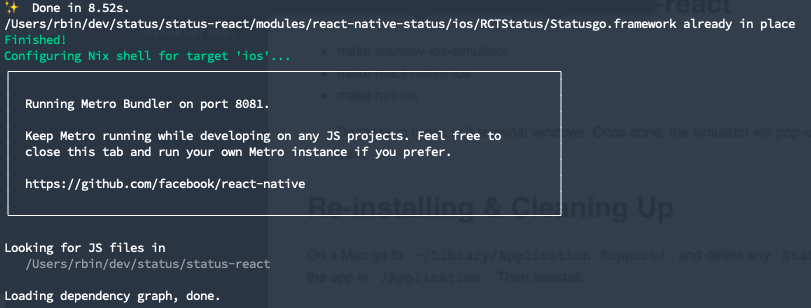 ✨ Done in 8.52s.
/Users/rbin/dev/status/status-react/modules/react-native-status/ios/RCTStatus/Statusgo.framework already in place
Finished!
Configuring Nix shell for target 'ios'...
Running Metro Bundler on port 8081.
Keep Metro running while developing on any JS projects. Feel free to
close this tab and run your own Metro instance if you prefer.
https://github.com/facebook/react-native
Looking for JS files in
/Users/rbin/dev/status/status-react
Loading dependency graph, done.
-react
make startdev-ios-simulator
make react-native-ios
make run-ios
windows. Once done, the simulator will pop-u
Re-installing & Cleaning Up
On a Mac go to ~/Library/Application Support/ and delete any Stat
the app in /Application . Then reinstall.